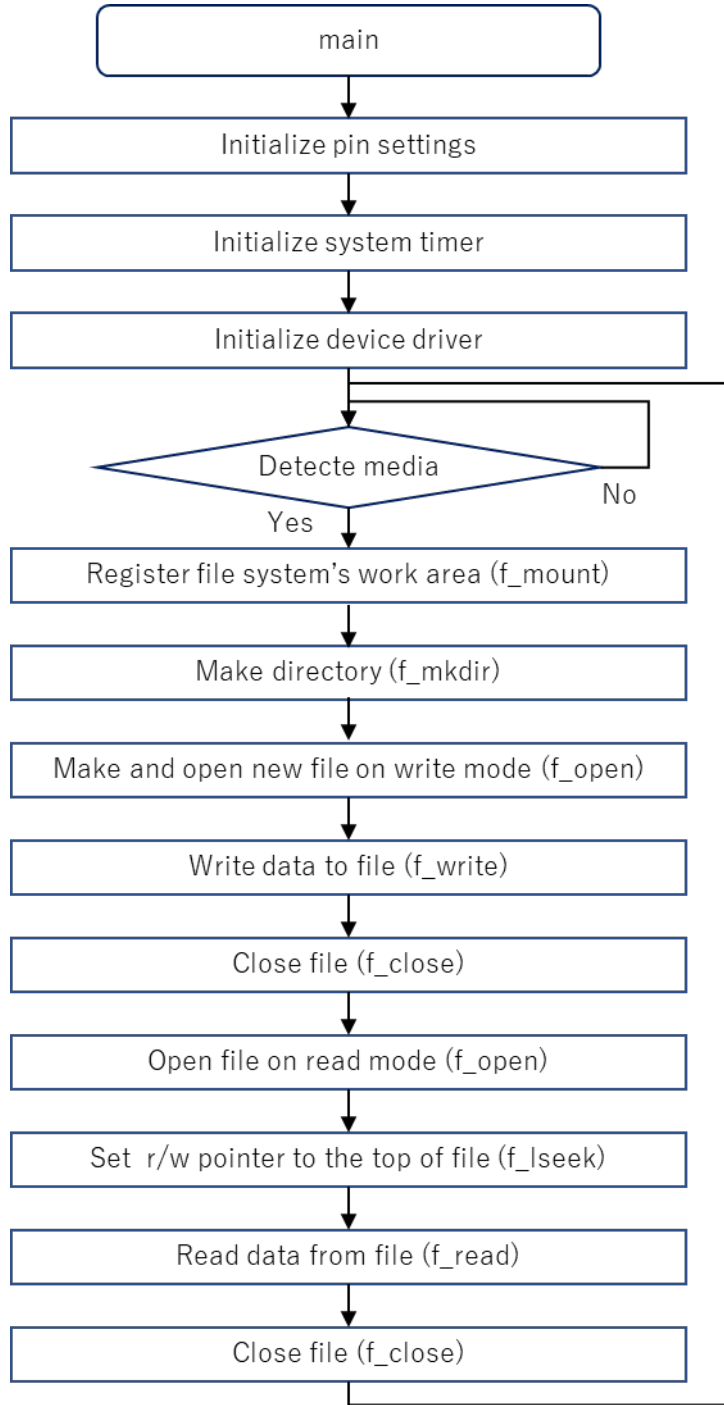 main
Initialize pin settings
Initialize system timer
Initialize device driver
Detecte media
No
Yes
Register file system’s work area (f_mount)
Make directory (f_mkdir)
Make and open new file on write mode (f_open)
Write data to file (f_write)
Close file (f_close)
Open file on read mode (f_open)
Set  r/w pointer to the top of file (f_lseek)
Read data from file (f_read)
Close file (f_close)